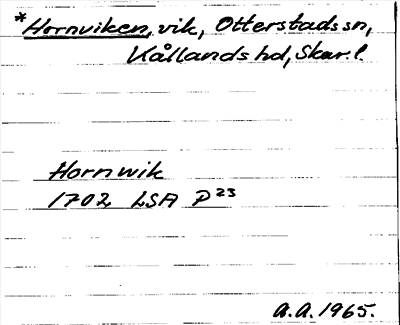 *Hornviken, vik, Otterstads sn,
Kållands hd, Skar. l.
Hornwik
1702 LSA P23
A.A. 1965.